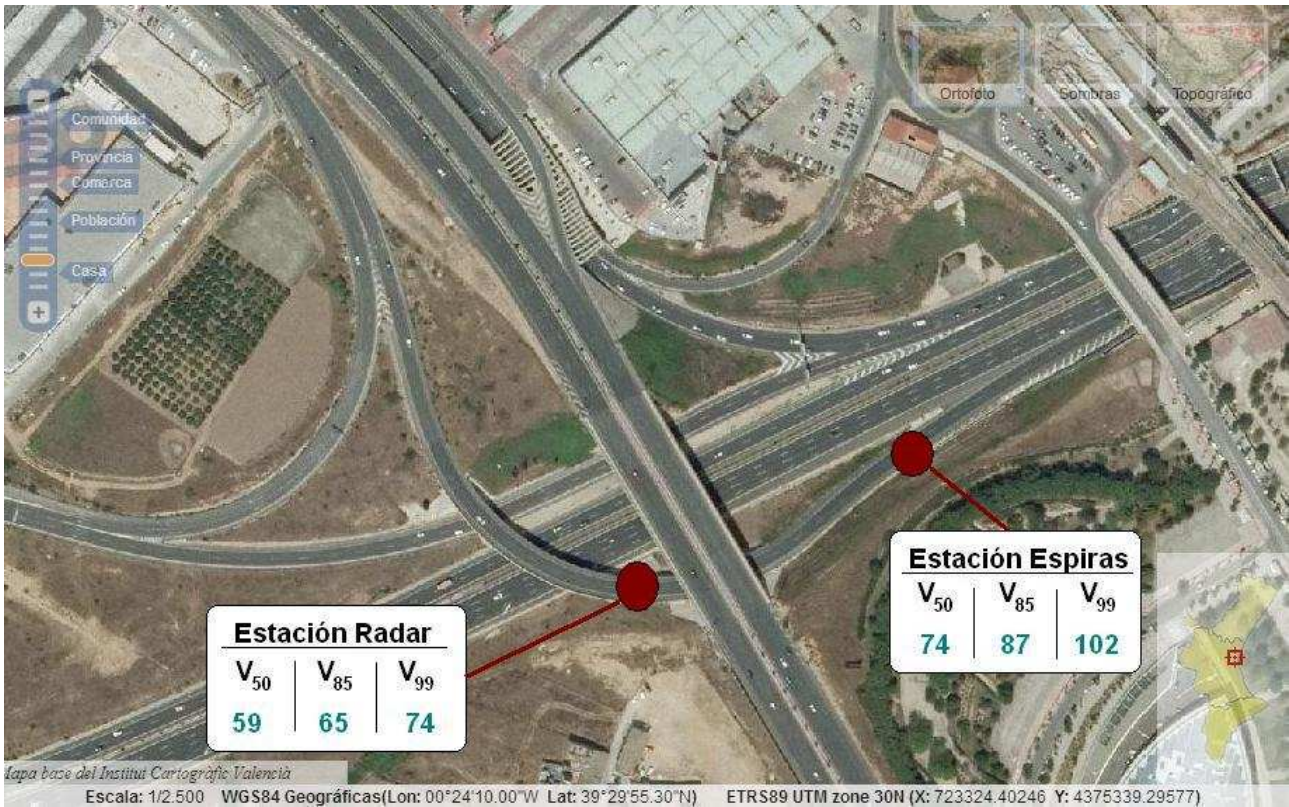 Ortofoto
Sombras
Topográfico
Comunidad
Provincia
Comarca
Población
Casa
Estación Espiras
V50 V85 V99
74 87 102
Estación Radar
V50 V85 V99
59 65 74
Mapa base del Institut Cartogràfic Valencià
Escala: 1/2.500 WGS84 Geográficas(Lon: 00°24'10.00"W Lat: 39°29'55.30"N) ETRS89 UTM zone 30N (X: 723324.40246 Y: 4375339.29577)